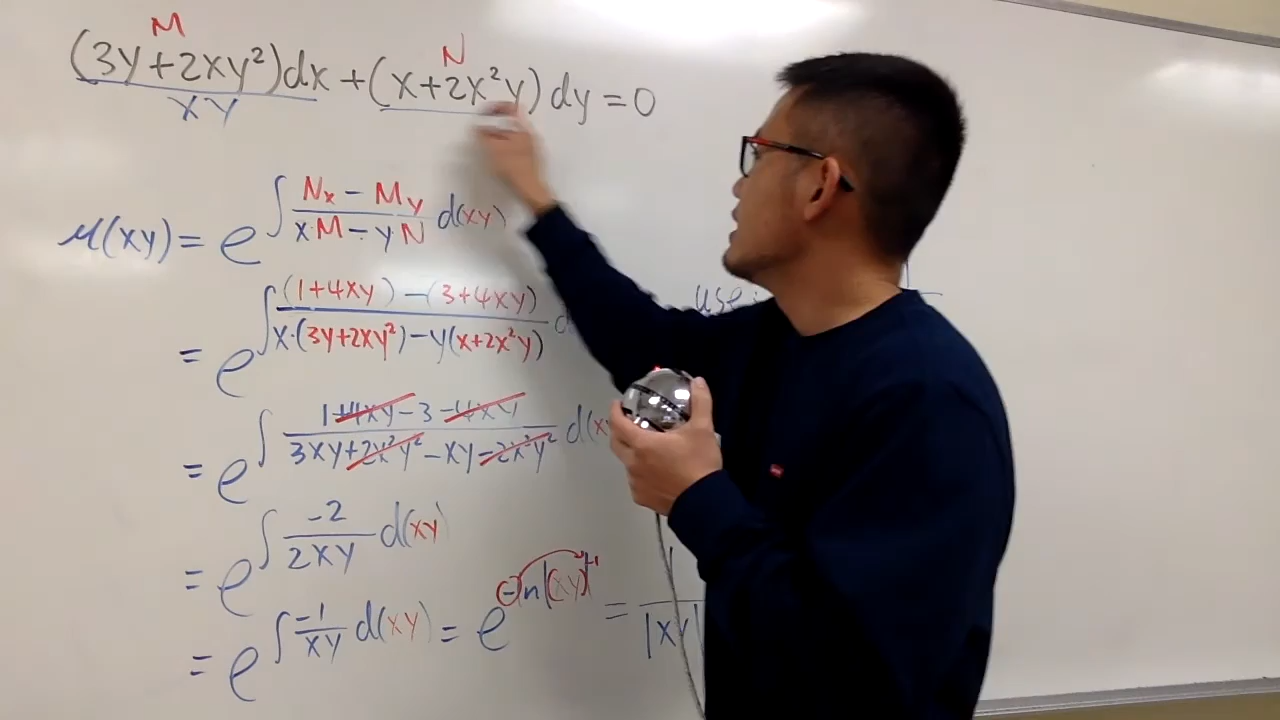 M N
(3y+2xy²)dx + (x+2x²y) dy = 0
xy
μ(xy) = e^∫ (Nx - My)/(x·M - y·N) d(xy)
= e^∫ ((1+4xy) - (3+4xy))/(x·(3y+2xy²) - y(x+2x²y))
use:
= e^∫ (1+4xy-3-4xy)/(3xy+2x²y²-xy-2x²y²) d(x
= e^∫ -2/(2xy) d(xy)
= e^∫ -1/(xy) d(xy) = e^(-)ln|(xy)|^-1 = 1/|xy|